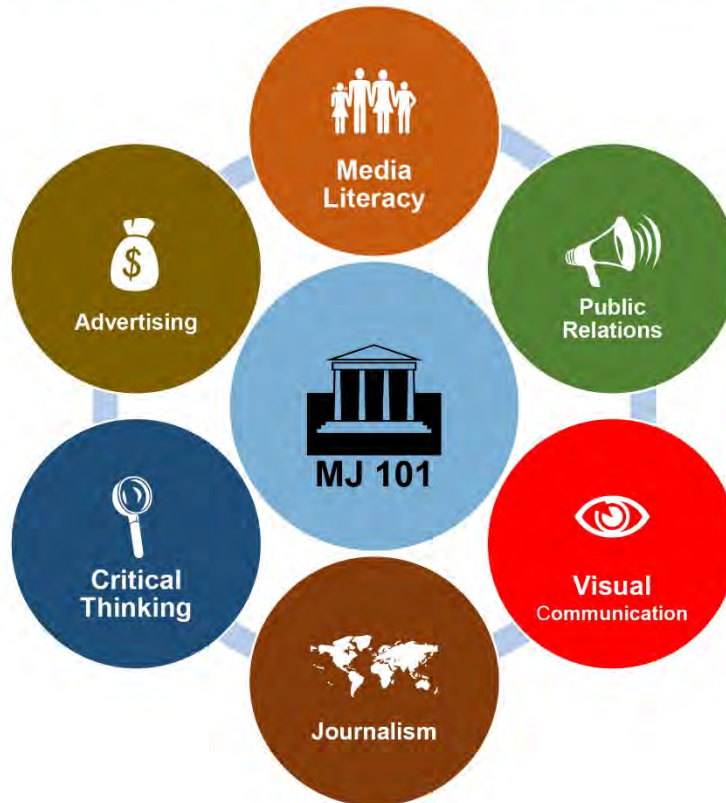 Media
Literacy
Public
Relations
Visual
Communication
Journalism
Critical
Thinking
Advertising
$
MJ 101